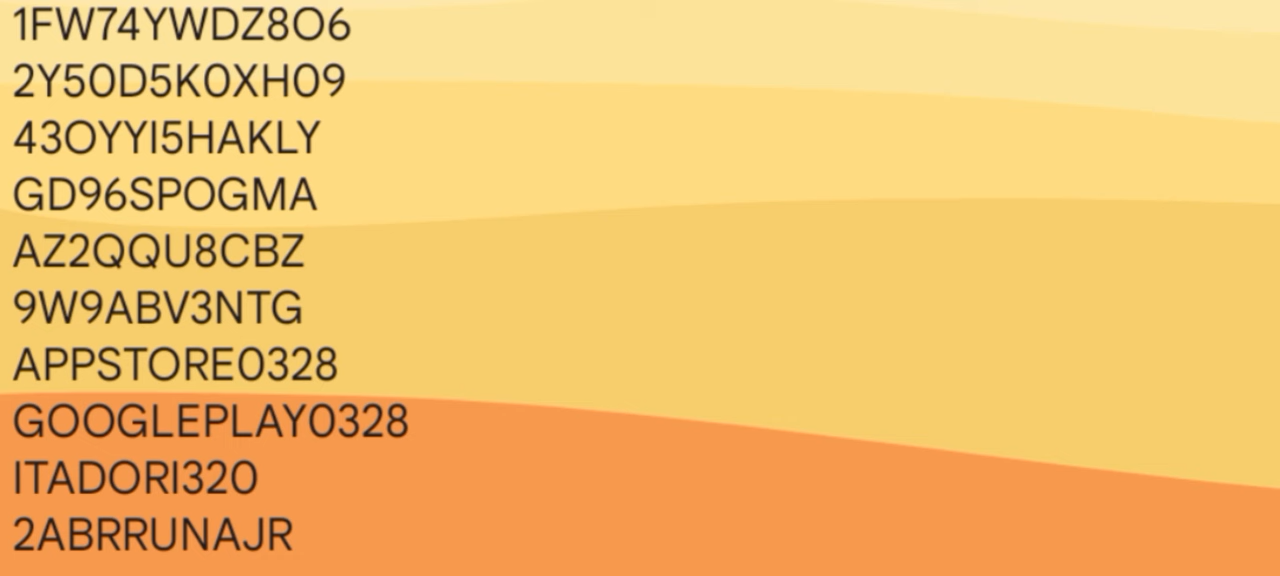 1FW74YWDZ8O6
2Y50D5K0XH09
43OYYI5HAKLY
GD96SPOGMA
AZ2QQU8CBZ
9W9ABV3NTG
APPSTORE0328
GOOGLEPLAY0328
ITADORI320
2ABRRUNAJR